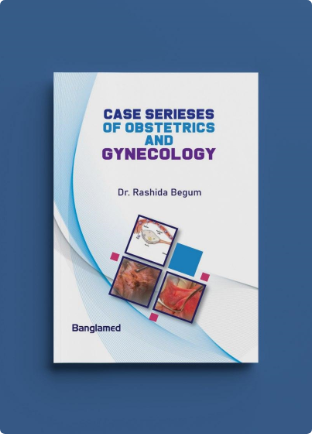 CASE SERIESES
OF OBSTETRICS
AND
GYNECOLOGY
Dr. Rashida Begum
Banglamed